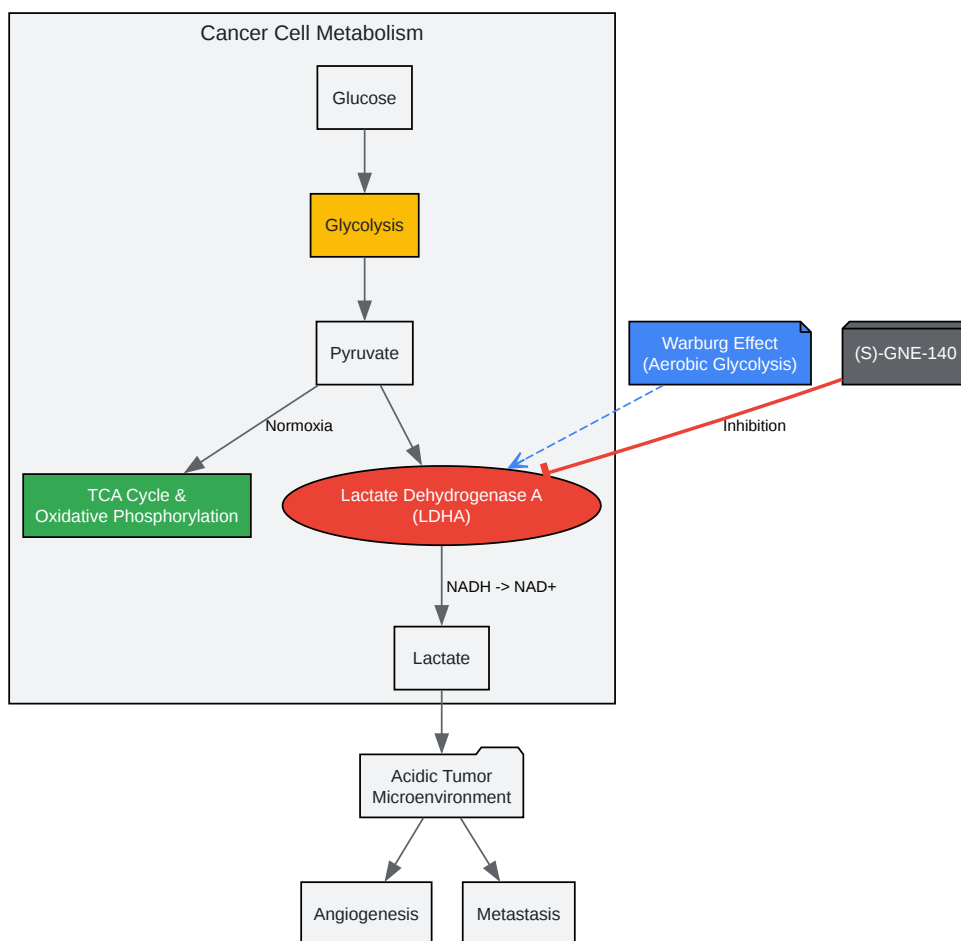 Cancer Cell Metabolism
Glucose
Glycolysis
Pyruvate
Warburg Effect
(Aerobic Glycolysis)
(S)-GNE-140
Normoxia
Inhibition
TCA Cycle &
Oxidative Phosphorylation
Lactate Dehydrogenase A
(LDHA)
NADH -> NAD+
Lactate
Acidic Tumor
Microenvironment
Angiogenesis
Metastasis